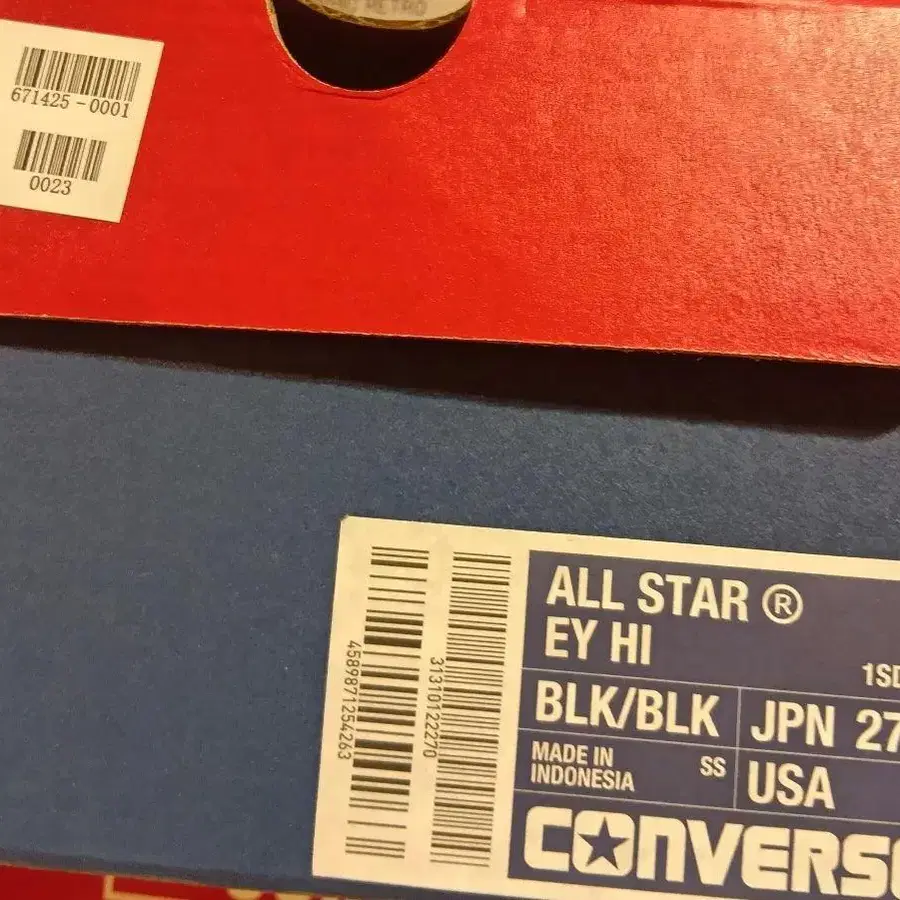 RETRO
671425-0001
0023
4589871254263
31310122270
ALL STAR ®
EY HI
1SD
BLK/BLK
JPN 27
MADE IN
INDONESIA
SS
USA
CONVERS